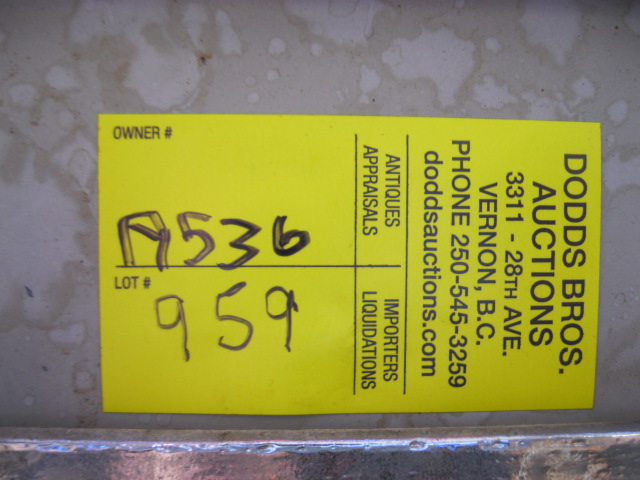 DODDS BROS.
AUCTIONS
3311 - 28TH AVE.
VERNON, B.C.
PHONE 250-545-3259
doddsauctions.com
ANTIQUES
APPRAISALS
IMPORTERS
LIQUIDATIONS
OWNER #
A536
LOT #
959